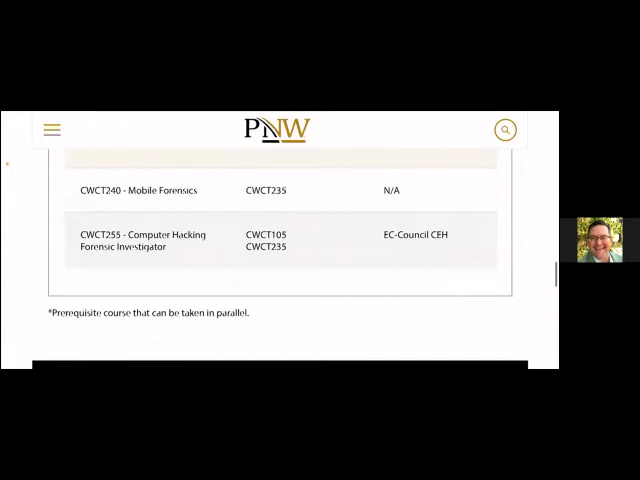 PNW
CWCT240 - Mobile Forensics CWCT235 N/A
CWCT255 - Computer Hacking CWCT105 EC-Council CEH
Forensic Investigator CWCT235
*Prerequisite course that can be taken in parallel.